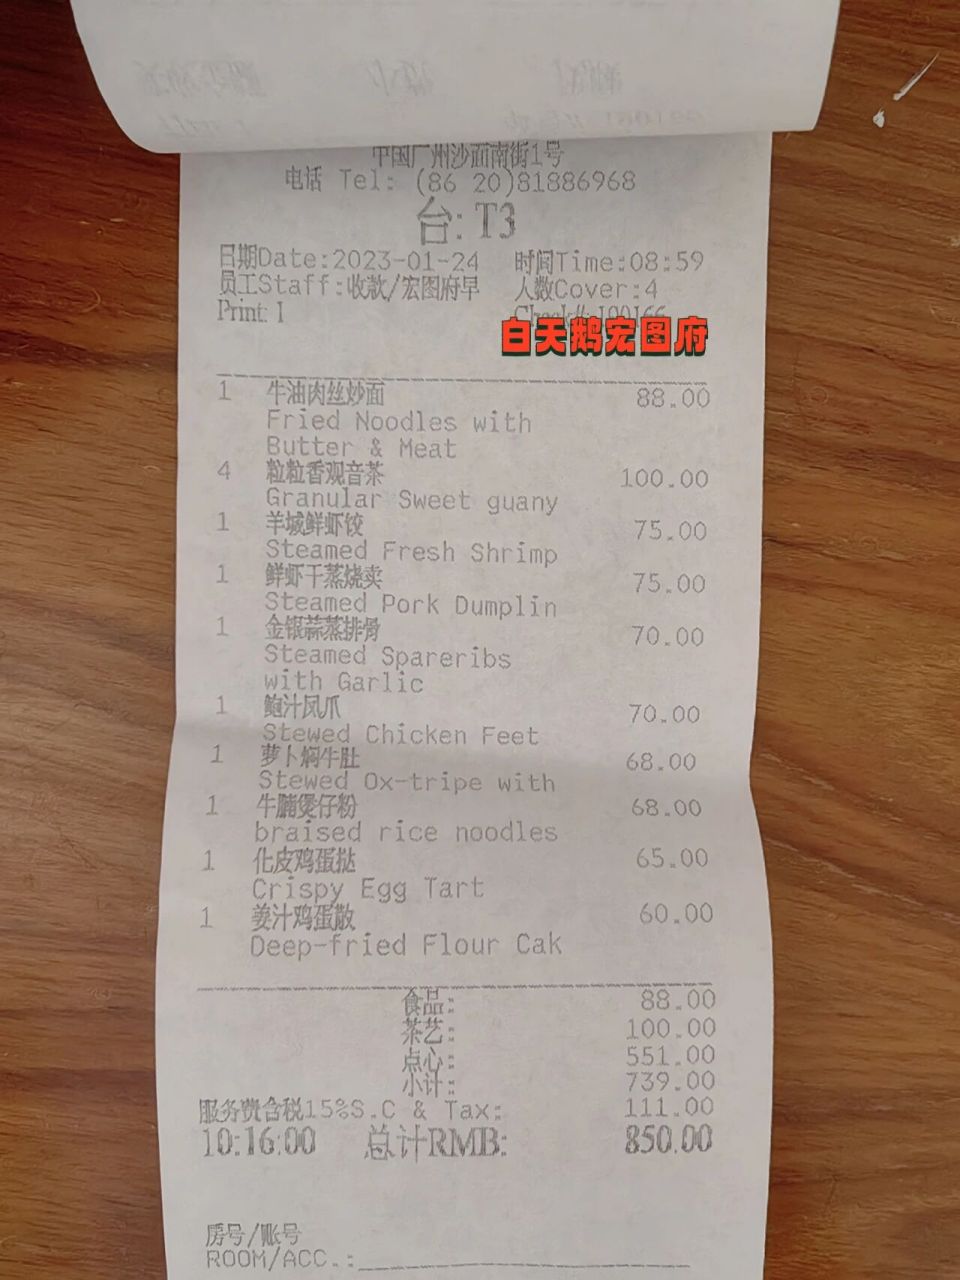 中国广州沙面南街1号
电话 Tel: (86 20)81886968
台: T3
日期Date:2023-01-24 时间Time:08:59
员工Staff:收款/宏图府早 人数Cover:4
Print: 1
白天鹅宏图府
1 牛油肉丝炒面 88.00
Fried Noodles with
Butter & Meat
4 粒粒香观音茶 100.00
Granular Sweet guany
1 羊城鲜虾饺 75.00
Steamed Fresh Shrimp
1 鲜虾干蒸烧卖 75.00
Steamed Pork Dumplin
1 金银蒜蒸排骨 70.00
Steamed Spareribs
with Garlic
1 鲍汁凤爪 70.00
Stewed Chicken Feet
1 萝卜焖牛肚 68.00
Stewed Ox-tripe with
1 牛腩煲仔粉 68.00
braised rice noodles
1 化皮鸡蛋挞 65.00
Crispy Egg Tart
1 姜汁鸡蛋散 60.00
Deep-fried Flour Cak
食品: 88.00
茶艺: 100.00
点心: 551.00
小计: 739.00
服务费含税15%S.C & Tax: 111.00
10:16:00 总计RMB: 850.00
房号/账号
ROOM/ACC.: